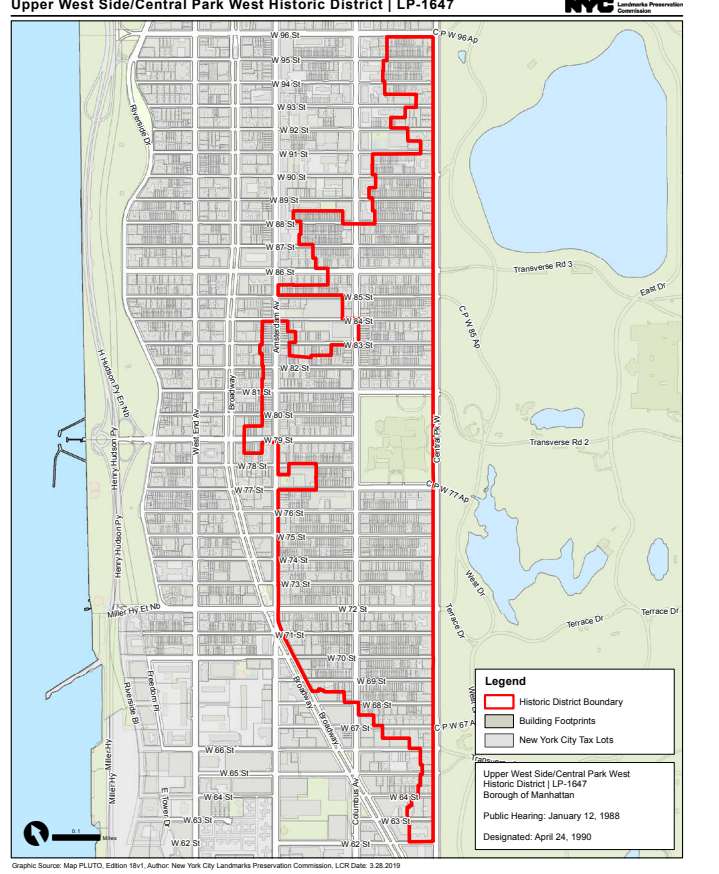 Upper West Side/Central Park West Historic District | LP-1647
NYC Landmarks Preservation
Commission
W 96 St
C P W 96 Ap
W 95 St
W 94 St
W 93 St
Riverside Dr
W 92 St
W 91 St
W 90 St
W 89 St
W 88 St
W 87 St
W 86 St
Transverse Rd 3
East Dr
W 85 St
Amsterdam Av
C P W 85 Ap
W 84 St
W 83 St
W 82 St
H Hudson Py En Nb
Broadway
W 81 St
West End Av
W 80 St
Central Pk W
W 79 St
Transverse Rd 2
Henry Hudson Py
W 78 St
W 77 St
C P W 77 Ap
W 76 St
W 75 St
Henry Hudson Py
W 74 St
W 73 St
West Dr
W 72 St
Miller Hy Et Nb
Terrace Dr
Terrace Dr
Terrace Dr
W 71 St
W 70 St
Freedom Pl
W 69 St
Riverside Bl
Broadway
Broadway
W 68 St
W 67 St
C P W 67 A
W 66 St
Miller Hy
W 65 St
Miller Hy
E Tower Dr
W 64 St
W 64 St
Columbus Av
W 63 St
W 63 St
W 62 St
W 62 St
0.1
Miles
Legend
Historic District Boundary
Building Footprints
New York City Tax Lots
Upper West Side/Central Park West
Historic District | LP-1647
Borough of Manhattan
Public Hearing: January 12, 1988
Designated: April 24, 1990
Graphic Source: Map PLUTO, Edition 18v1, Author: New York City Landmarks Preservation Commission, LCR Date: 3.28.2019